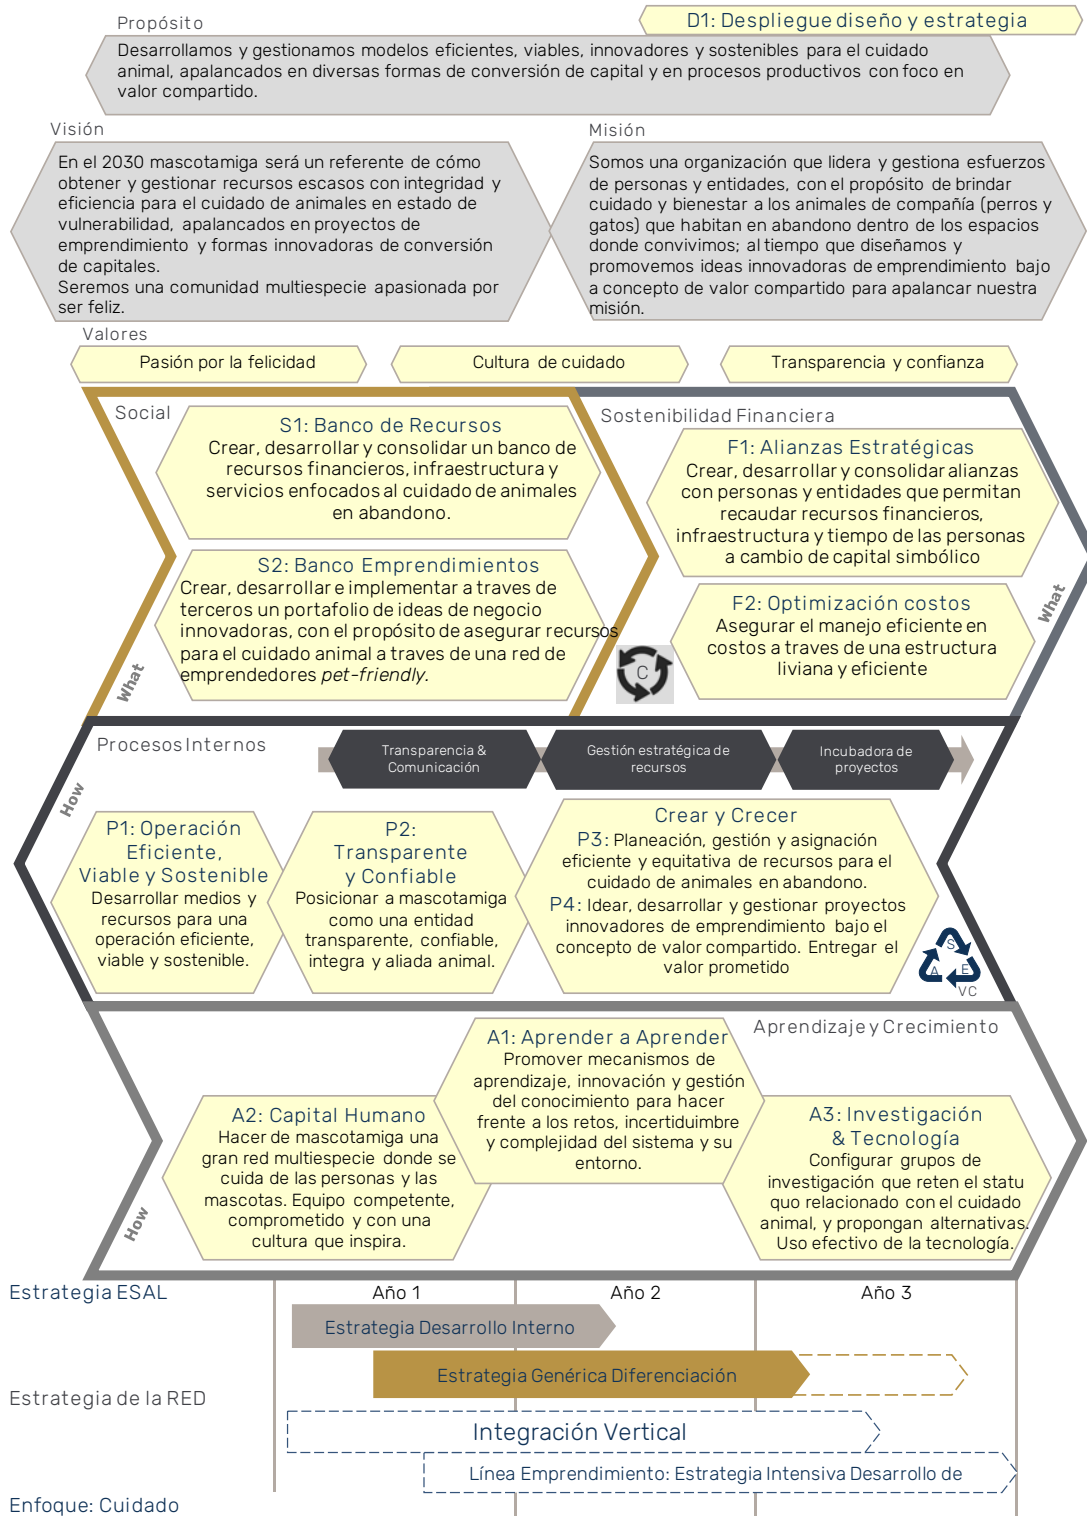 Propósito
D1: Despliegue diseño y estrategia
Desarrollamos y gestionamos modelos eficientes, viables, innovadores y sostenibles para el cuidado
animal, apalancados en diversas formas de conversión de capital y en procesos productivos con foco en
valor compartido.
Visión
En el 2030 mascotamiga será un referente de cómo
obtener y gestionar recursos escasos con integridad y
eficiencia para el cuidado de animales en estado de
vulnerabilidad, apalancados en proyectos de
emprendimiento y formas innovadoras de conversión
de capitales.
Seremos una comunidad multiespecie apasionada por
ser feliz.
Misión
Somos una organización que lidera y gestiona esfuerzos
de personas y entidades, con el propósito de brindar
cuidado y bienestar a los animales de compañía (perros y
gatos) que habitan en abandono dentro de los espacios
donde convivimos; al tiempo que diseñamos y
promovemos ideas innovadoras de emprendimiento bajo
a concepto de valor compartido para apalancar nuestra
misión.
Valores
Pasión por la felicidad
Cultura de cuidado
Transparencia y confianza
Social
S1: Banco de Recursos
Crear, desarrollar y consolidar un banco de
recursos financieros, infraestructura y
servicios enfocados al cuidado de animales
en abandono.
S2: Banco Emprendimientos
Crear, desarrollar e implementar a traves de
terceros un portafolio de ideas de negocio
innovadoras, con el propósito de asegurar recursos
para el cuidado animal a traves de una red de
emprendedores pet-friendly.
What
Sostenibilidad Financiera
F1: Alianzas Estratégicas
Crear, desarrollar y consolidar alianzas
con personas y entidades que permitan
recaudar recursos financieros,
infraestructura y tiempo de las personas
a cambio de capital simbólico
F2: Optimización costos
Asegurar el manejo eficiente en
costos a traves de una estructura
liviana y eficiente
What
C
Procesos Internos
Transparencia &
Comunicación
Gestión estratégica de
recursos
Incubadora de
proyectos
How
P1: Operación
Eficiente,
Viable y Sostenible
Desarrollar medios y
recursos para una
operación eficiente,
viable y sostenible.
P2:
Transparente
y Confiable
Posicionar a mascotamiga
como una entidad
transparente, confiable,
integra y aliada animal.
Crear y Crecer
P3: Planeación, gestión y asignación
eficiente y equitativa de recursos para el
cuidado de animales en abandono.
P4: Idear, desarrollar y gestionar proyectos
innovadores de emprendimiento bajo el
concepto de valor compartido. Entregar el
valor prometido
S
A E
VC
Aprendizaje y Crecimiento
A1: Aprender a Aprender
Promover mecanismos de
aprendizaje, innovación y gestión
del conocimiento para hacer
frente a los retos, incertiduimbre
y complejidad del sistema y su
entorno.
A2: Capital Humano
Hacer de mascotamiga una
gran red multiespecie donde se
cuida de las personas y las
mascotas. Equipo competente,
comprometido y con una
cultura que inspira.
A3: Investigación
& Tecnología
Configurar grupos de
investigación que reten el statu
quo relacionado con el cuidado
animal, y propongan alternativas.
Uso efectivo de la tecnología.
How
Estrategia ESAL
Año 1
Año 2
Año 3
Estrategia Desarrollo Interno
Estrategia Genérica Diferenciación
Estrategia de la RED
Integración Vertical
Línea Emprendimiento: Estrategia Intensiva Desarrollo de
Enfoque: Cuidado